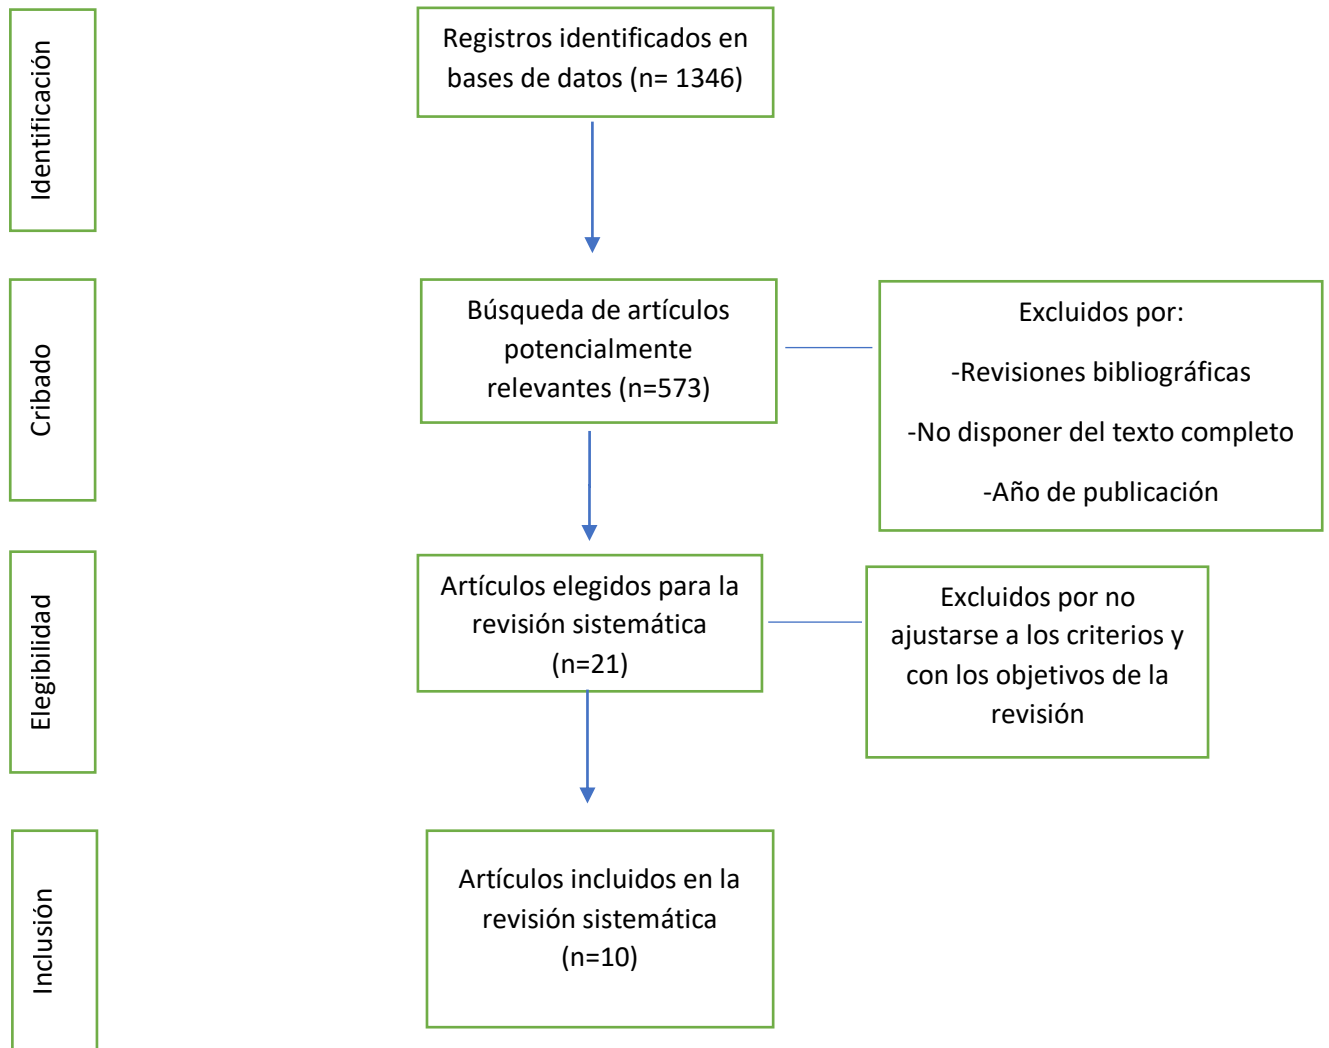 Identificación
Registros identificados en
bases de datos (n= 1346)
Cribado
Búsqueda de artículos
potencialmente
relevantes (n=573)
Excluidos por:
-Revisiones bibliográficas
-No disponer del texto completo
-Año de publicación
Elegibilidad
Artículos elegidos para la
revisión sistemática
(n=21)
Excluidos por no
ajustarse a los criterios y
con los objetivos de la
revisión
Inclusión
Artículos incluidos en la
revisión sistemática
(n=10)